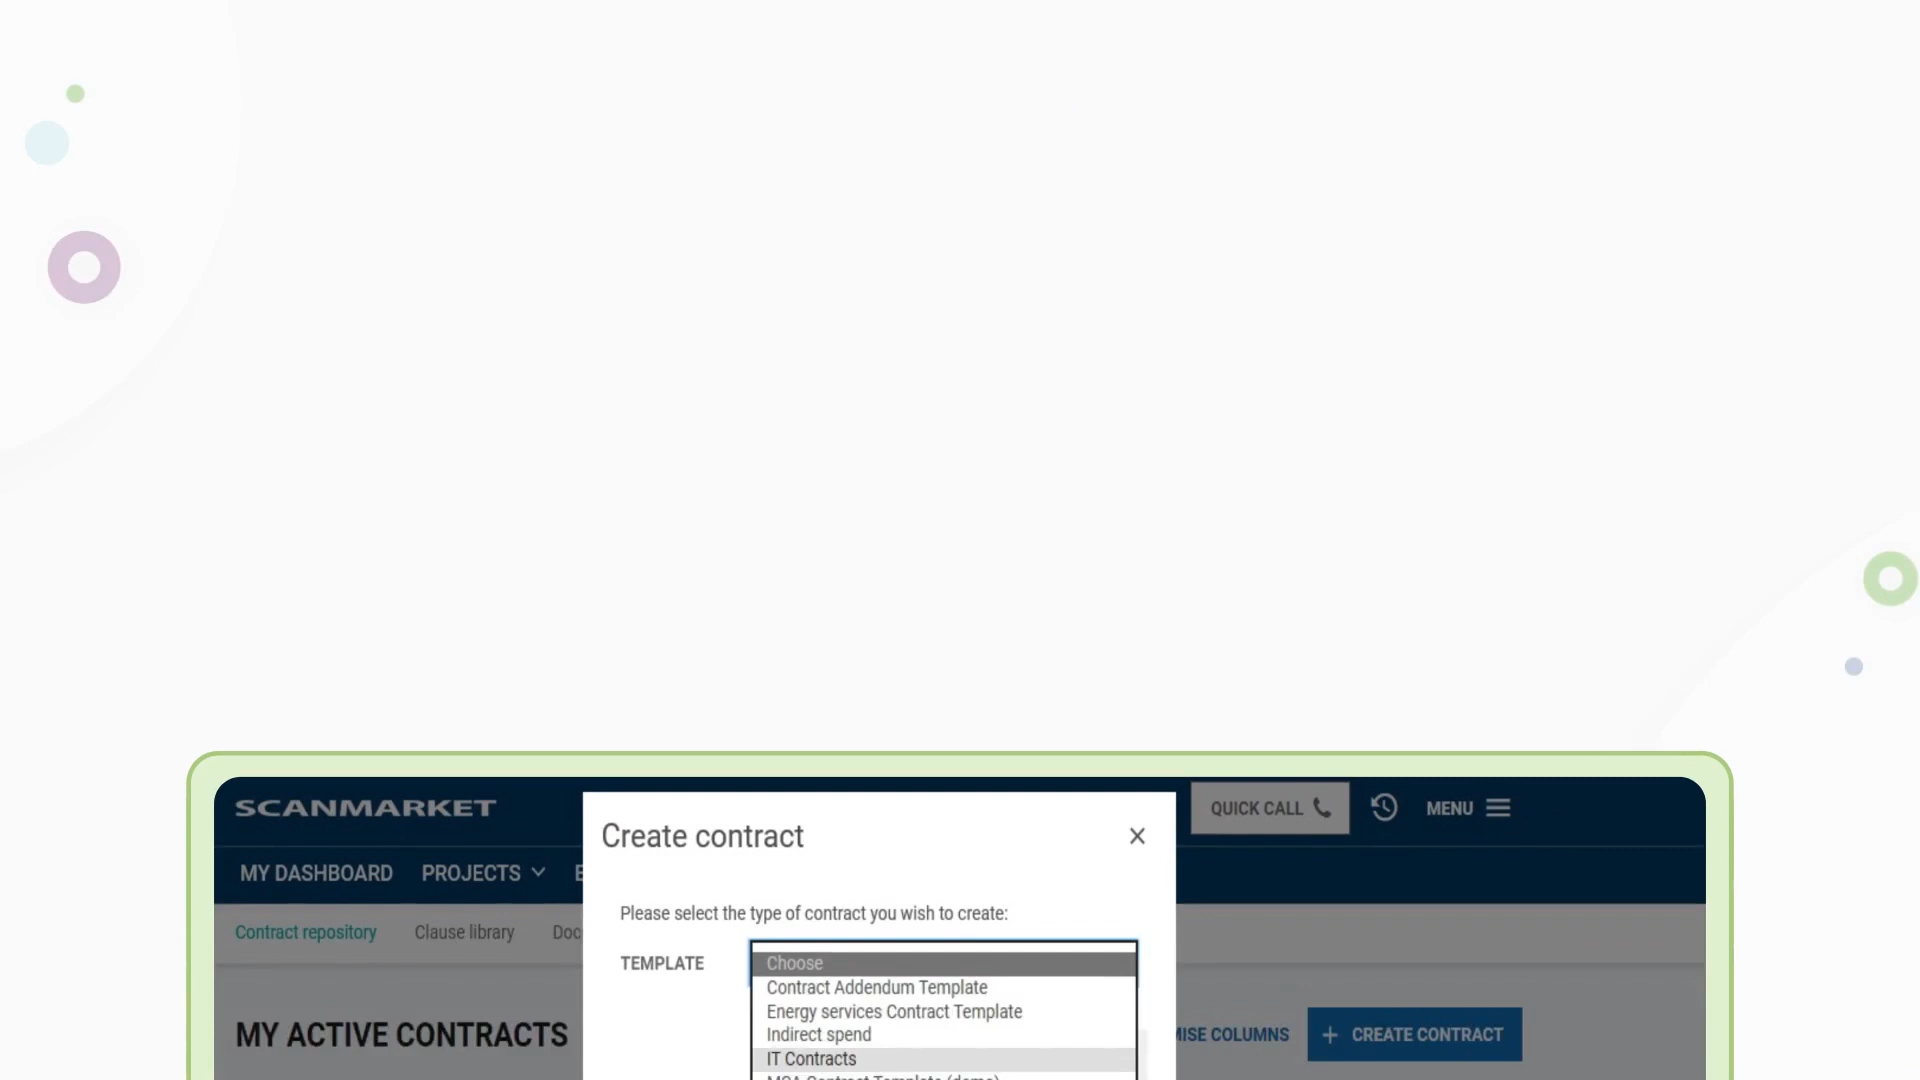 SCANMARKET
QUICK CALL
MENU
Create contract
MY DASHBOARD
PROJECTS
Please select the type of contract you wish to create:
Contract repository
Clause library
TEMPLATE
Choose
Contract Addendum Template
Energy services Contract Template
Indirect spend
IT Contracts
MY ACTIVE CONTRACTS
COLUMNS
+ CREATE CONTRACT